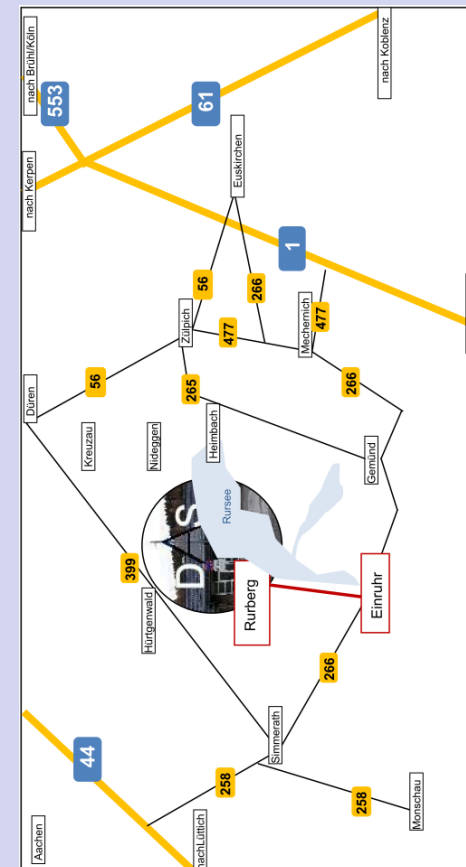 Aachen
44
nachLüttich
258
Simmerath
258
Monschau
266
Hürtgenwald
399
DAS
Rursee
Rurberg
Einruhr
Düren
Kreuzau
Nideggen
Heimbach
Gemünd
56
265
Zülpich
477
56
266
Mechernich
477
266
Euskirchen
1
nach Kerpen
nach Brühl/Köln
553
61
nach Koblenz